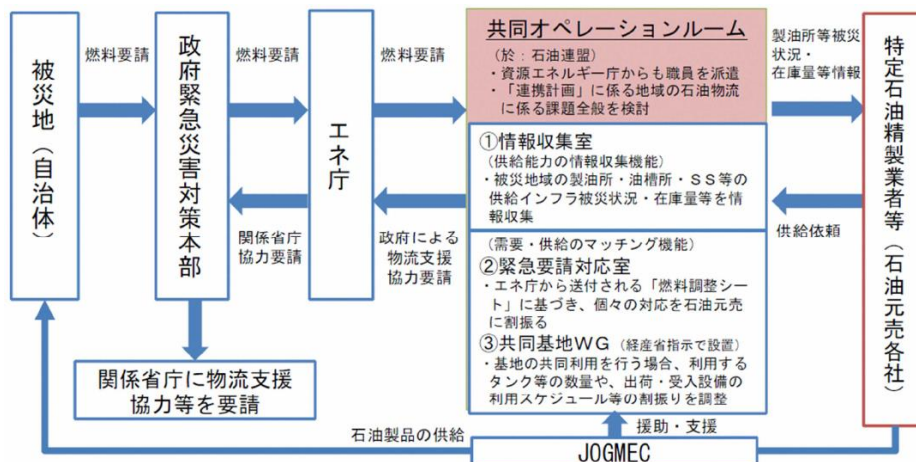 被災地（自治体）
燃料要請
政府緊急災害対策本部
燃料要請
関係省庁
協力要請
エネ庁
燃料要請
政府による
物流支援
協力要請
共同オペレーションルーム
（於：石油連盟）
・資源エネルギー庁からも職員を派遣
・「連携計画」に係る地域の石油物流
に係る課題全般を検討
①情報収集室
（供給能力の情報収集機能）
・被災地域の製油所・油槽所・ＳＳ等の
供給インフラ被災状況・在庫量等を情
報収集
（需要・供給のマッチング機能）
②緊急要請対応室
・エネ庁から送付される「燃料調整シー
ト」に基づき、個々の対応を石油元売
に割振る
③共同基地ＷＧ（経産省指示で設置）
・基地の共同利用を行う場合、利用する
タンク等の数量や、出荷・受入設備の
利用スケジュール等の割振りを調整
製油所等被災
状況・
在庫量等情報
供給依頼
特定石油精製業者等（石油元売各社）
関係省庁に物流支援
協力等を要請
石油製品の供給
援助・支援
JOGMEC